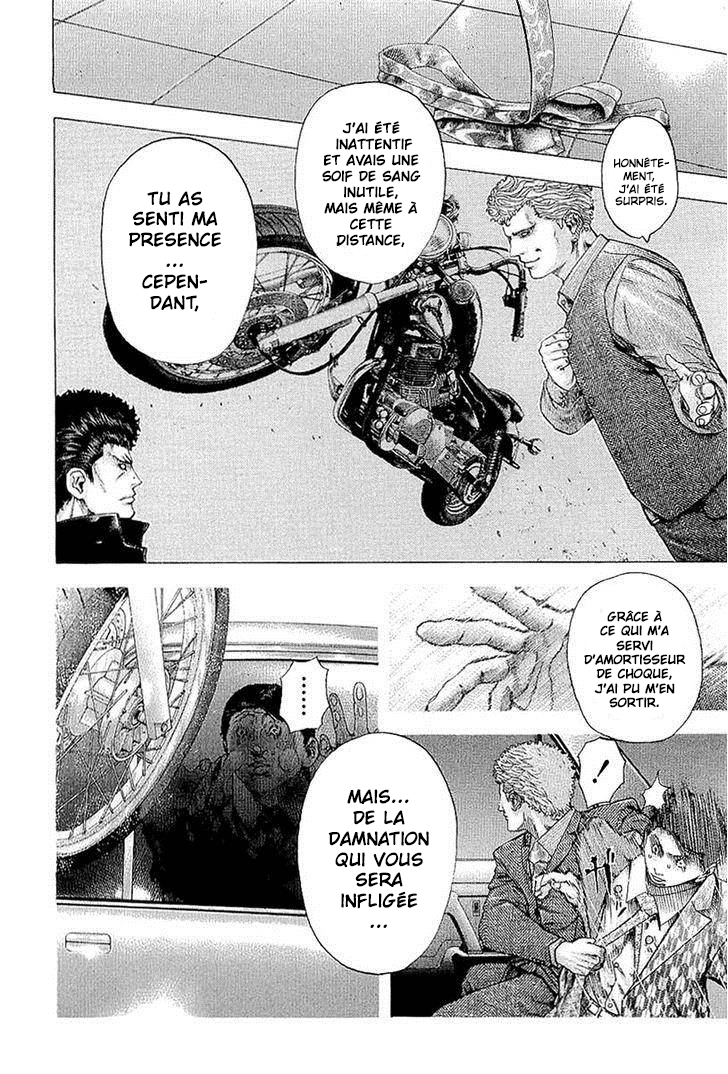 HONNÊTE-
MENT,
J'AI ÉTÉ
SURPRIS.
J'AI ÉTÉ
INATTENTIF
ET AVAIS UNE
SOIF DE SANG
INUTILE,
MAIS MÊME À
CETTE
DISTANCE,
TU AS
SENTI MA
PRESENCE
...
CEPEN-
DANT,
GRÂCE À
CE QUI M'A
SERVI
D'AMORTISSEUR
DE CHOQUE,
J'AI PU M'EN
SORTIR.
!
......
MAIS...
DE LA
DAMNATION
QUI VOUS
SERA
INFLIGÉE
...